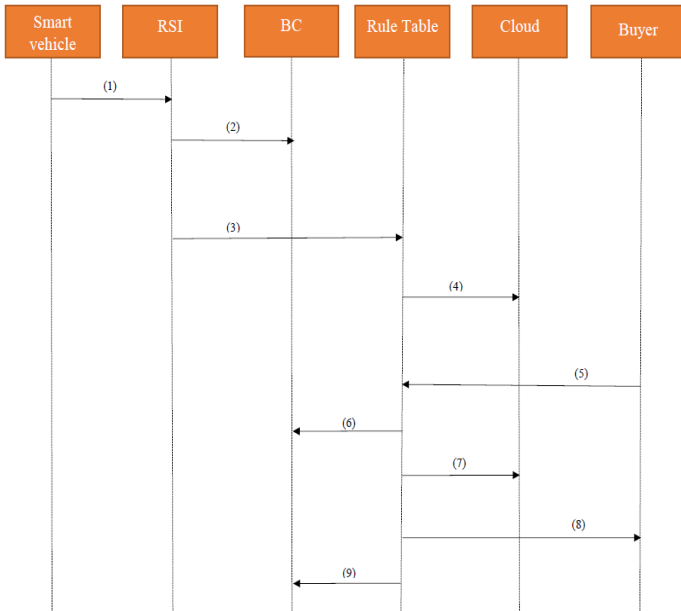 Smart
vehicle
RSI
BC
Rule Table
Cloud
Buyer
(1)
(2)
(3)
(4)
(5)
(6)
(7)
(8)
(9)